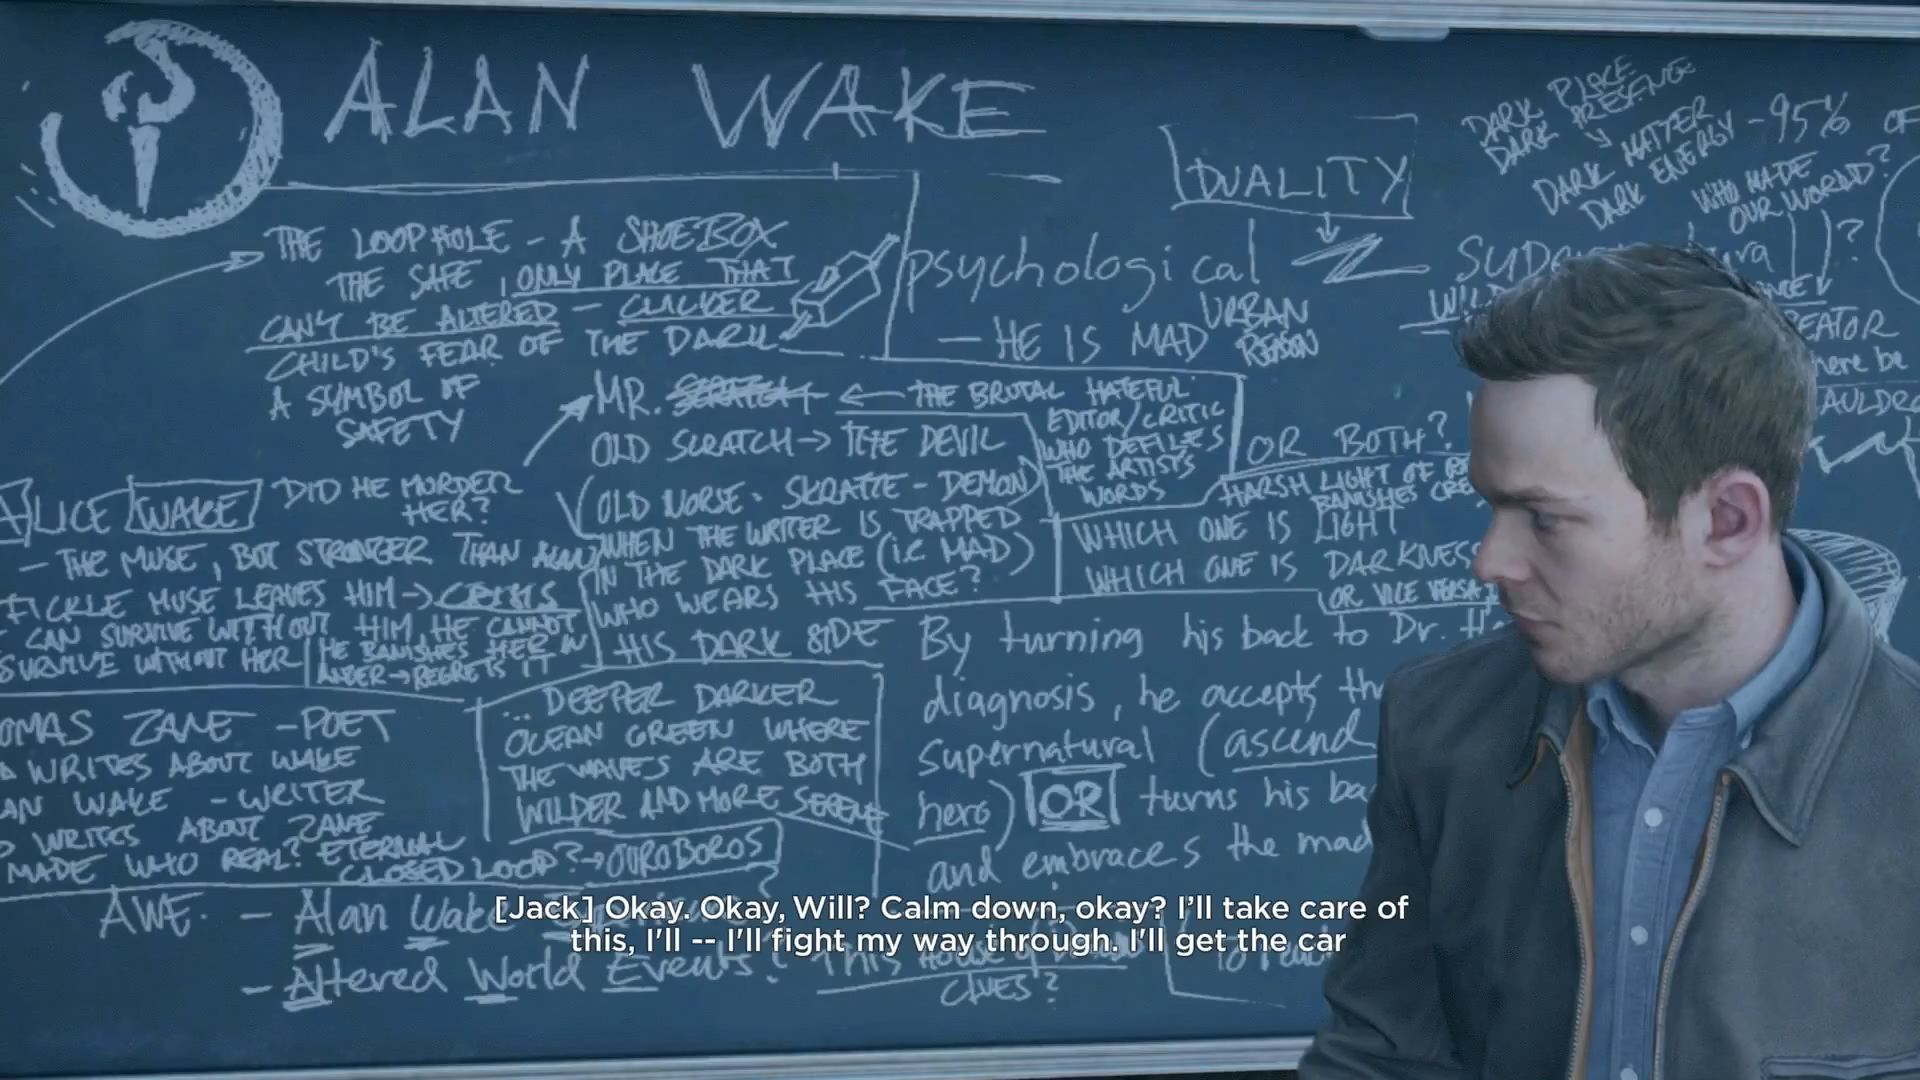 ALAN WAKE
DARK PLACE
DARK PRESENCE
DARK MATTER
DARK ENERGY - 95% OF
WHO MADE
OUR WORLD?
DUALITY
THE LOOPHOLE - A SHOEBOX
THE SAFE, ONLY PLACE THAT
CAN'T BE ALTERED - CLICKER
CHILD'S FEAR OF THE DARK
A SYMBOL OF
SAFETY
psychological
?
URBAN
REASON
- HE IS MAD
MR. SCRATCH ← THE BRUTAL HATEFUL
EDITOR/CRITIC
WHO DEFILES
THE ARTIST'S
WORDS
OLD SCRATCH → THE DEVIL
OLD NORSE - SKRATTE - DEMON
WHEN THE WRITER IS TRAPPED
IN THE DARK PLACE (i.e MAD)
WHO WEARS HIS FACE?
HIS DARK SIDE
OR BOTH?
HARSH LIGHT OF
BANISHES
WHICH ONE IS LIGHT
WHICH ONE IS DARKNESS
OR VICE VERSA
ALICE WAKE
DID HE MURDER
HER?
- THE MUSE, BUT STRONGER THAN ALAN
FICKLE MUSE LEAVES HIM → CRISIS
CAN SURVIVE WITHOUT HIM, HE CANNOT
SURVIVE WITHOUT HER
HE BANISHES HER IN
ANGER → REGRETS IT
ZANE - POET
WRITES ABOUT WAKE
WAKE - WRITER
WRITES ABOUT ZANE
MADE WHO REAL? ETERNAL
CLOSED LOOP? → OUROBOROS
.. DEEPER DARKER
OCEAN GREEN WHERE
THE WAVES ARE BOTH
WILDER AND MORE SERENE
By turning his back to Dr.
diagnosis, he accepts
supernatural (ascend
hero) OR turns his
and embraces the
AWE. - Alan Wake
- Altered World Events?
CLUES?
[Jack] Okay. Okay, Will? Calm down, okay? I'll take care of
this, I'll -- I'll fight my way through. I'll get the car